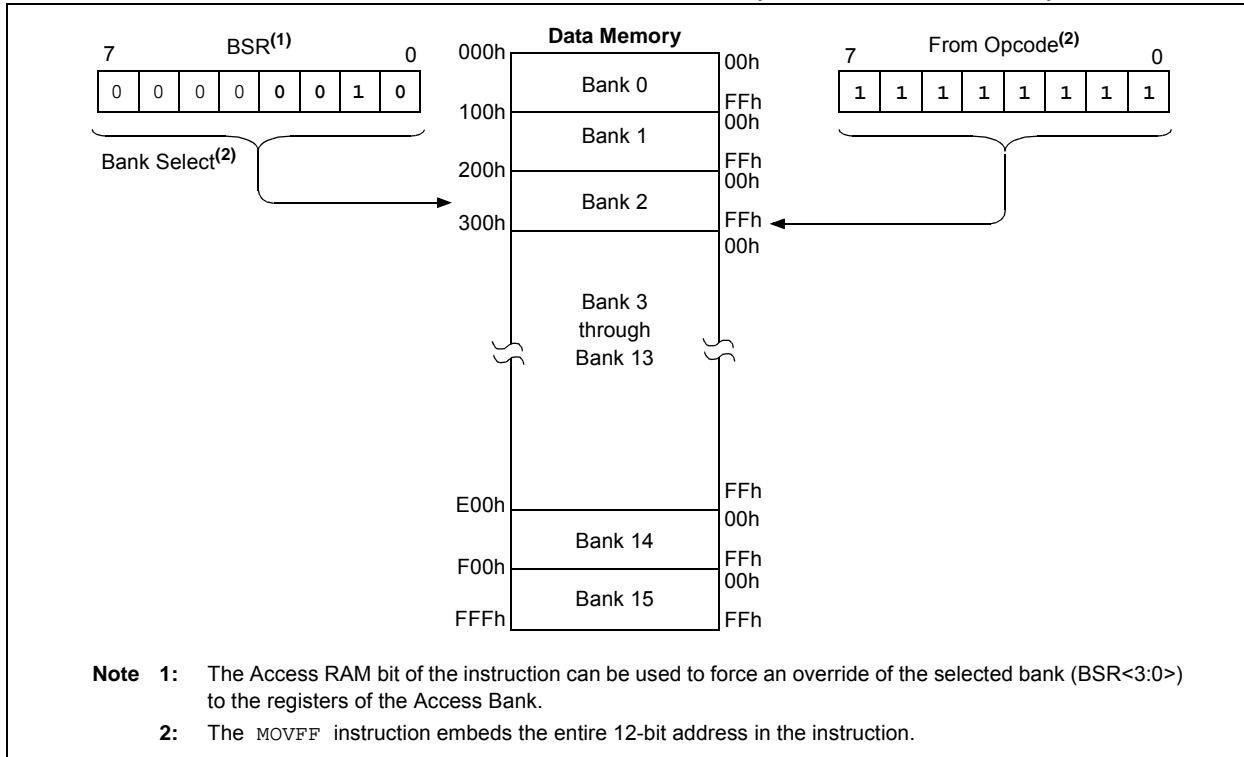 Data Memory
7 BSR(1) 0
0 0 0 0 0 0 1 0
Bank Select(2)
7 From Opcode(2) 0
1 1 1 1 1 1 1 1
000h Bank 0 00h
FFh
100h 00h
Bank 1
FFh
200h 00h
Bank 2
FFh
300h
00h
Bank 3
through
Bank 13
FFh
E00h
00h
Bank 14
FFh
F00h
00h
Bank 15
FFFh FFh
Note 1: The Access RAM bit of the instruction can be used to force an override of the selected bank (BSR<3:0>)
to the registers of the Access Bank.
2: The MOVFF instruction embeds the entire 12-bit address in the instruction.